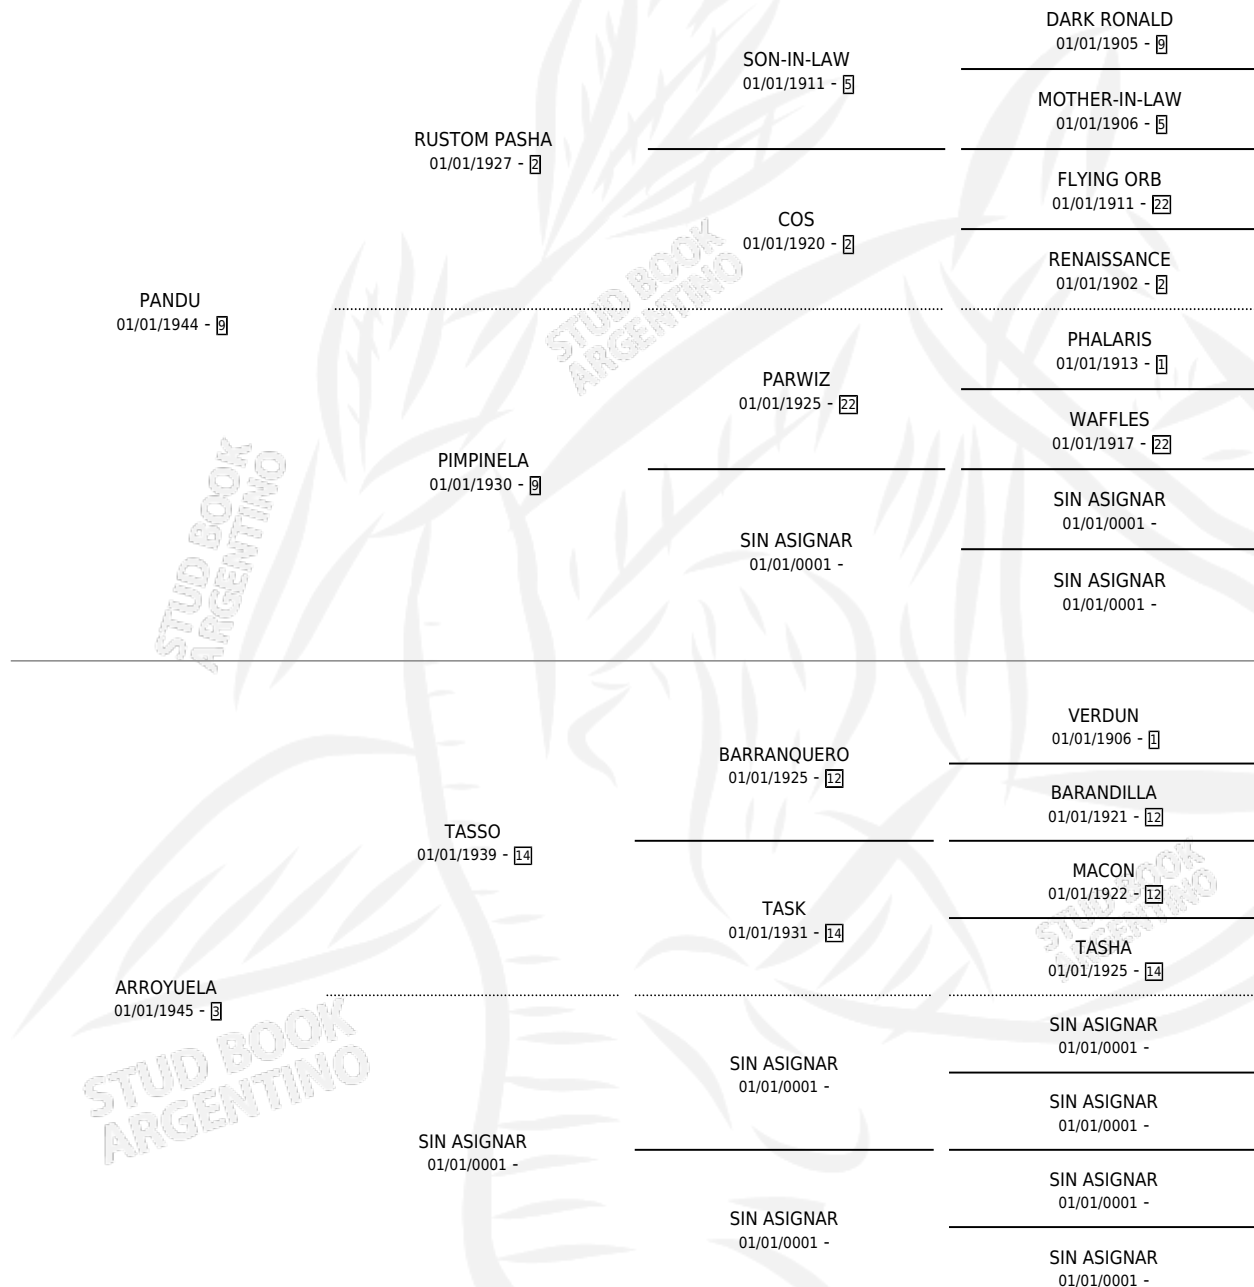 DARK RONALD
01/01/1905 - 9
SON-IN-LAW
01/01/1911 - 5
MOTHER-IN-LAW
01/01/1906 - 5
RUSTOM PASHA
01/01/1927 - 2
FLYING ORB
01/01/1911 - 22
COS
01/01/1920 - 2
RENAISSANCE
01/01/1902 - 2
PANDU
01/01/1944 - 9
PHALARIS
01/01/1913 - 1
PARWIZ
01/01/1925 - 22
WAFFLES
01/01/1917 - 22
PIMPINELA
01/01/1930 - 9
SIN ASIGNAR
01/01/0001 -
SIN ASIGNAR
01/01/0001 -
SIN ASIGNAR
01/01/0001 -
VERDUN
01/01/1906 - 1
BARRANQUERO
01/01/1925 - 12
BARANDILLA
01/01/1921 - 12
TASSO
01/01/1939 - 14
MACON
01/01/1922 - 12
TASK
01/01/1931 - 14
TASHA
01/01/1925 - 14
ARROYUELA
01/01/1945 - 3
SIN ASIGNAR
01/01/0001 -
SIN ASIGNAR
01/01/0001 -
SIN ASIGNAR
01/01/0001 -
SIN ASIGNAR
01/01/0001 -
SIN ASIGNAR
01/01/0001 -
SIN ASIGNAR
01/01/0001 -
SIN ASIGNAR
01/01/0001 -
STUD BOOK
ARGENTINO
STUD BOOK
ARGENTINO
STUD BOOK
ARGENTINO
STUD BOOK
ARGENTINO